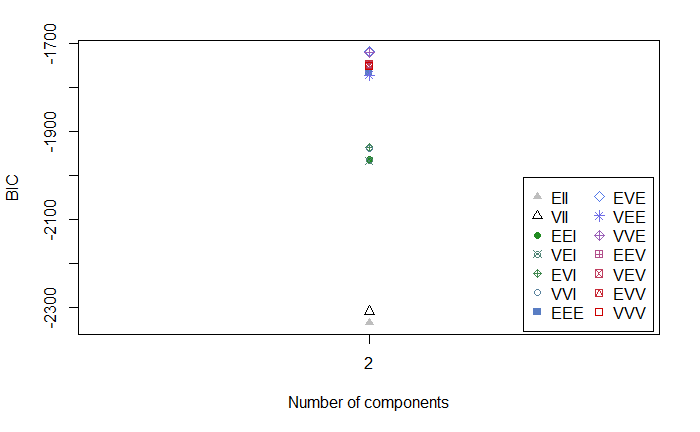 -1700
-1900
-2100
-2300
BIC
2
Number of components
EII
VII
EEI
VEI
EVI
VVI
EEE
EVE
VEE
VVE
EEV
VEV
EVV
VVV